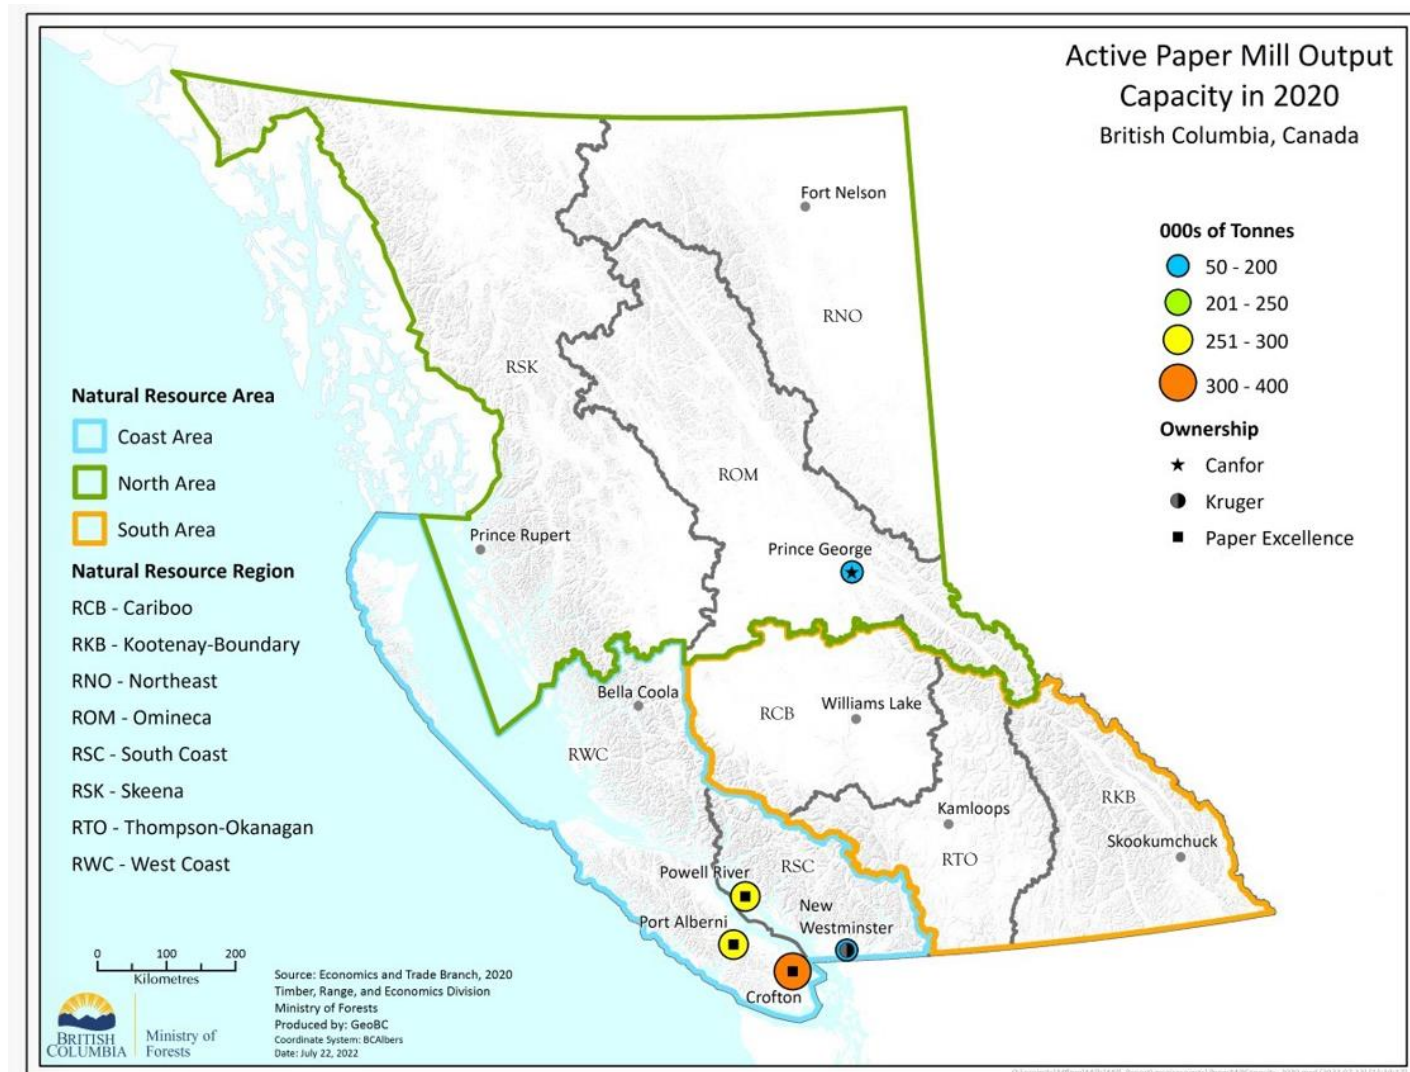 Active Paper Mill Output
Capacity in 2020
British Columbia, Canada
Fort Nelson
000s of Tonnes
50 - 200
201 - 250
251 - 300
300 - 400
RNO
RSK
Natural Resource Area
Coast Area
North Area
South Area
Ownership
Canfor
Kruger
Paper Excellence
ROM
Prince Rupert
Prince George
Natural Resource Region
RCB - Cariboo
RKB - Kootenay-Boundary
RNO - Northeast
ROM - Omineca
RSC - South Coast
RSK - Skeena
RTO - Thompson-Okanagan
RWC - West Coast
Bella Coola
RCB
Williams Lake
RWC
RKB
Kamloops
Skookumchuck
RTO
RSC
Powell River
Port Alberni
New
Westminster
Crofton
0 100 200
Kilometres
Source: Economics and Trade Branch, 2020
Timber, Range, and Economics Division
Ministry of Forests
Produced by: GeoBC
Coordinate System: BCAlbers
Date: July 22, 2022
BRITISH
COLUMBIA
Ministry of
Forests